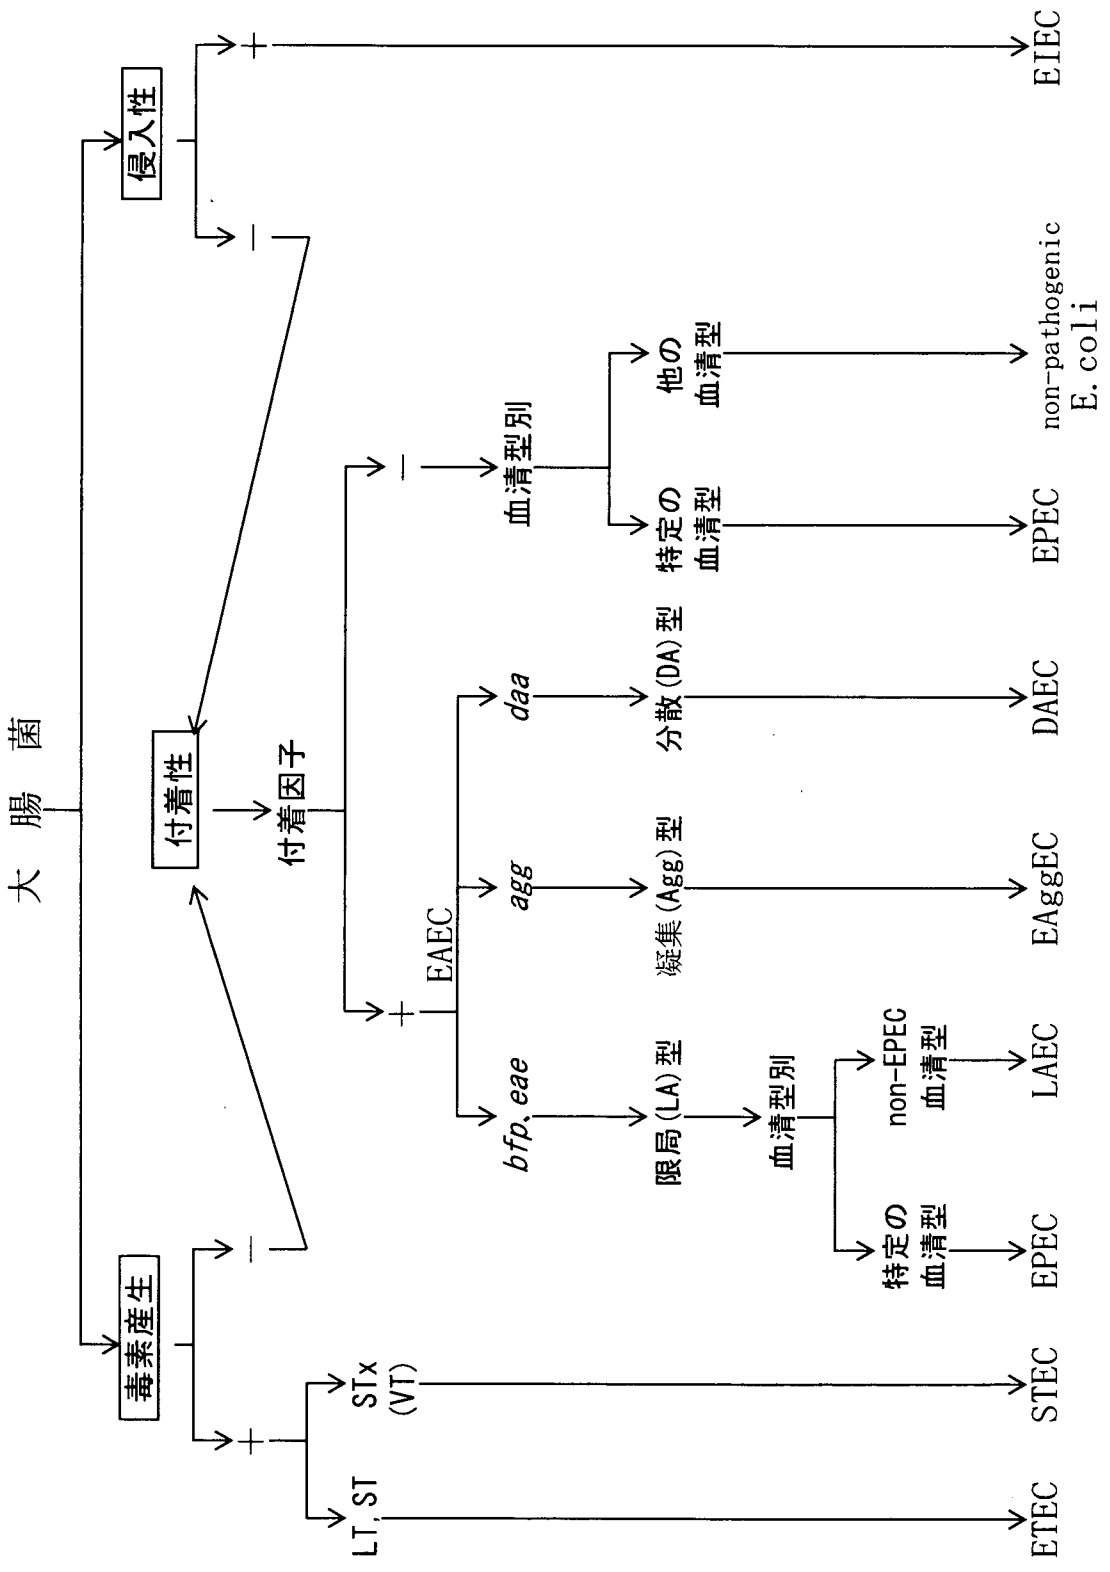 大 腸 菌
毒素産生
侵入性
付着性
＋
－
－
＋
付着因子
LT, ST
STx
(VT)
＋
－
EAEC
bfp、eae
agg
daa
血清型別
限局(LA)型
凝集(Agg)型
分散(DA)型
特定の
血清型
他の
血清型
血清型別
特定の
血清型
non-EPEC
血清型
ETEC
STEC
EPEC
LAEC
EAggEC
DAEC
EPEC
non-pathogenic
E.coli
EIEC